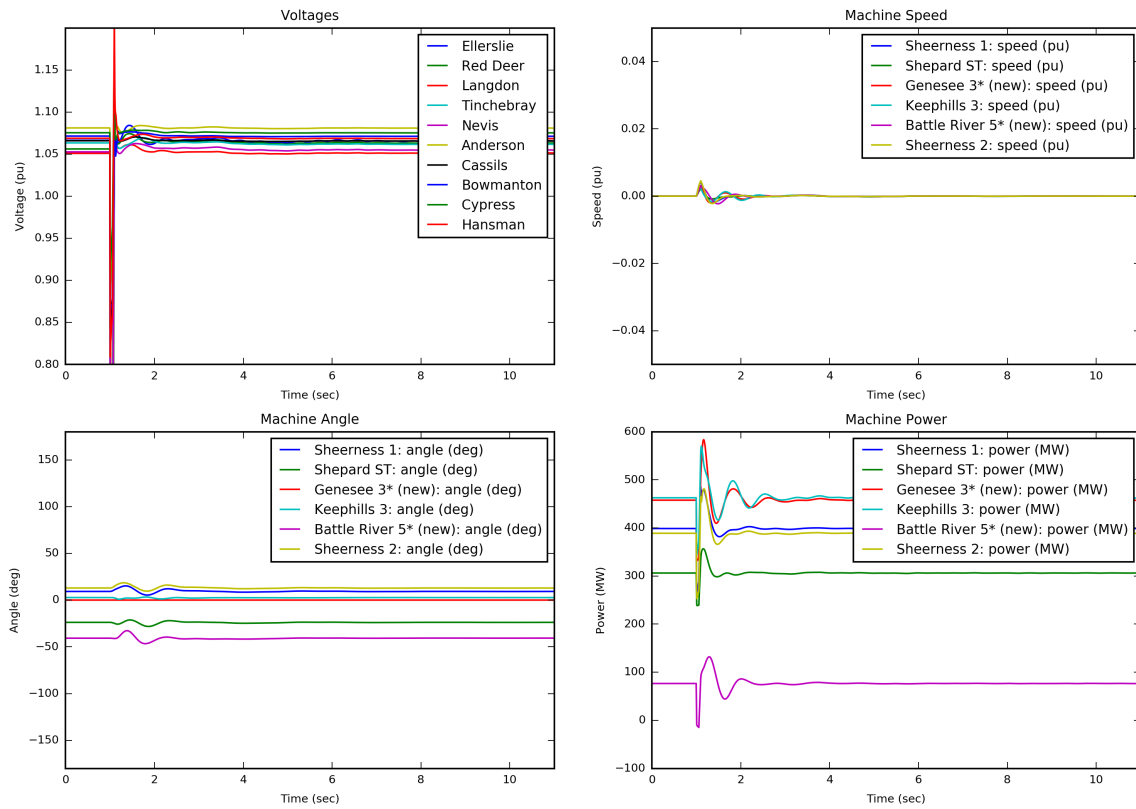 Voltages
1.15
1.10
1.05
1.00
0.95
0.90
0.85
0.80
Voltage (pu)
0 2 4 6 8 10
Time (sec)
Ellerslie
Red Deer
Langdon
Tinchebray
Nevis
Anderson
Cassils
Bowmanton
Cypress
Hansman
Machine Speed
0.04
0.02
0.00
−0.02
−0.04
Speed (pu)
0 2 4 6 8 10
Time (sec)
Sheerness 1: speed (pu)
Shepard ST: speed (pu)
Genesee 3* (new): speed (pu)
Keephills 3: speed (pu)
Battle River 5* (new): speed (pu)
Sheerness 2: speed (pu)
Machine Angle
150
100
50
0
−50
−100
−150
Angle (deg)
0 2 4 6 8 10
Time (sec)
Sheerness 1: angle (deg)
Shepard ST: angle (deg)
Genesee 3* (new): angle (deg)
Keephills 3: angle (deg)
Battle River 5* (new): angle (deg)
Sheerness 2: angle (deg)
Machine Power
600
500
400
300
200
100
0
−100
Power (MW)
0 2 4 6 8 10
Time (sec)
Sheerness 1: power (MW)
Shepard ST: power (MW)
Genesee 3* (new): power (MW)
Keephills 3: power (MW)
Battle River 5* (new): power (MW)
Sheerness 2: power (MW)